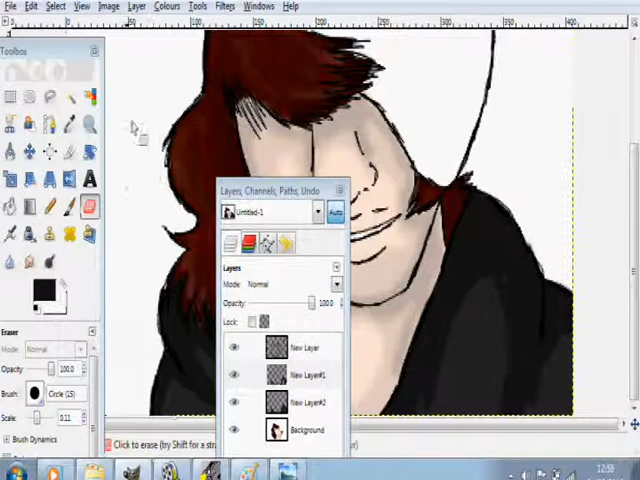 File Edit Select View Image Layer Colours Tools Filters Windows Help
Toolbox
Layers, Channels, Paths, Undo
Untitled-1
Auto
Layers
Mode: Normal
Opacity: 100.0
Lock:
New Layer
New Layer#1
New Layer#2
Background
Eraser
Mode: Normal
Opacity: 100.0
Brush: Circle (15)
Scale: 0.11
Brush Dynamics
Click to erase (try Shift for a stra
12:58